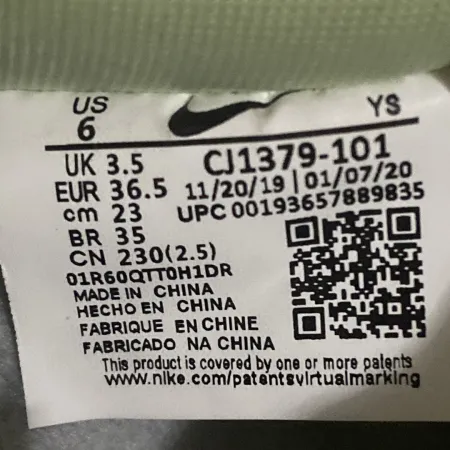 US
6
YS
UK 3.5
CJ1379-101
EUR 36.5
11/20/19 | 01/07/20
cm 23
UPC 00193657889835
BR 35
CN 230(2.5)
01R60QTT0H1DR
MADE IN CHINA
HECHO EN CHINA
FABRIQUE EN CHINE
FABRICADO NA CHINA
This product is covered by one or more patents
www.nike.com/patentsvirtualmarking